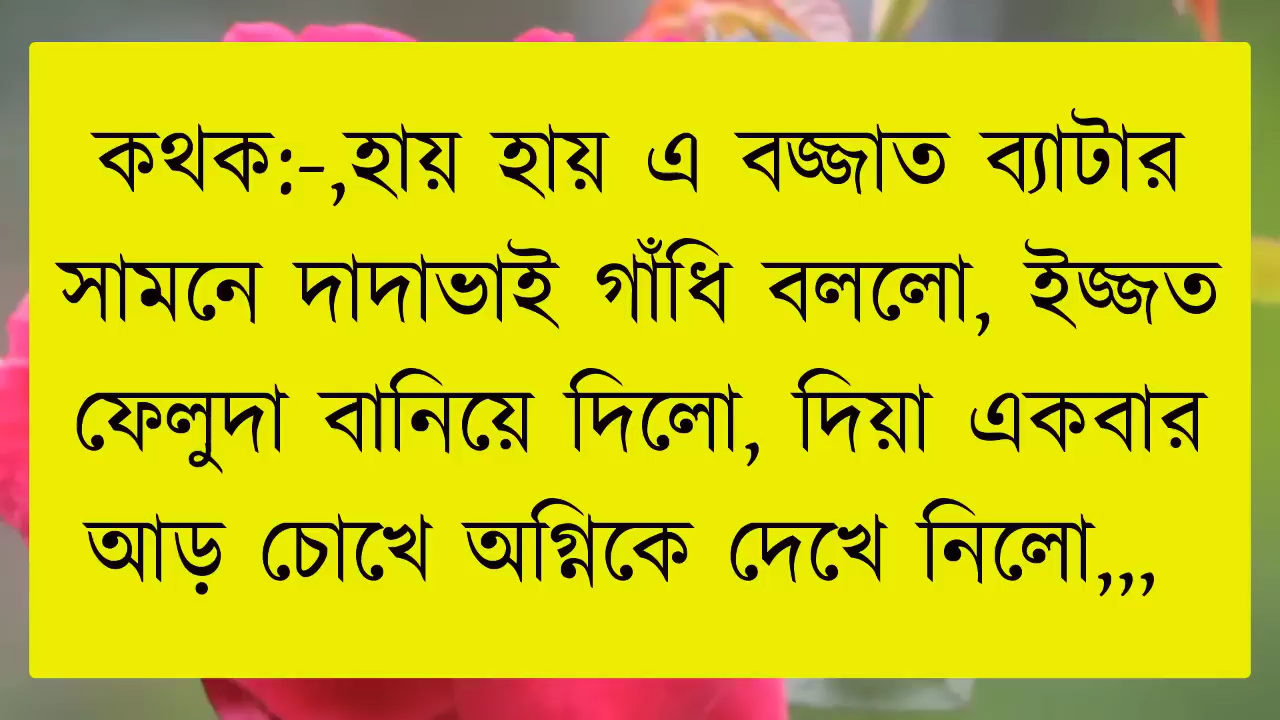 কথক:-,হায় হায় এ বজ্জাত ব্যাটার
সামনে দাদাভাই গাঁধি বললো, ইজ্জত
ফেলুদা বানিয়ে দিলো, দিয়া একবার
আড় চোখে অগ্নিকে দেখে নিলো,,,